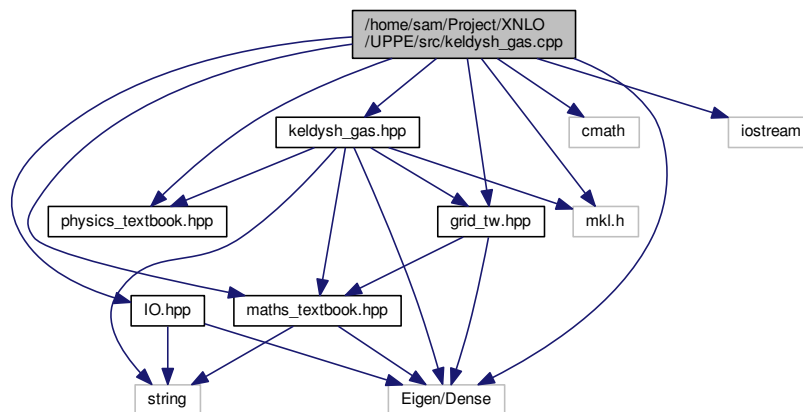 /home/sam/Project/XNLO
/UPPE/src/keldysh_gas.cpp
keldysh_gas.hpp
cmath
iostream
physics_textbook.hpp
grid_tw.hpp
mkl.h
IO.hpp
maths_textbook.hpp
string
Eigen/Dense